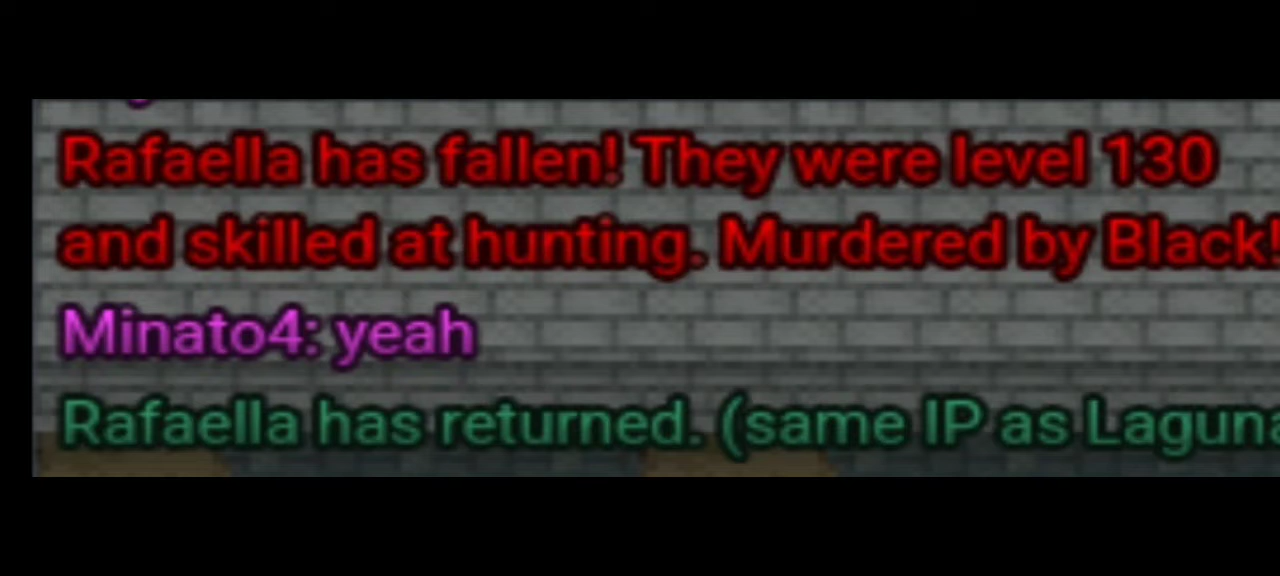 Rafaella has fallen! They were level 130
and skilled at hunting. Murdered by Black!
Minato4: yeah
Rafaella has returned. (same IP as Laguna